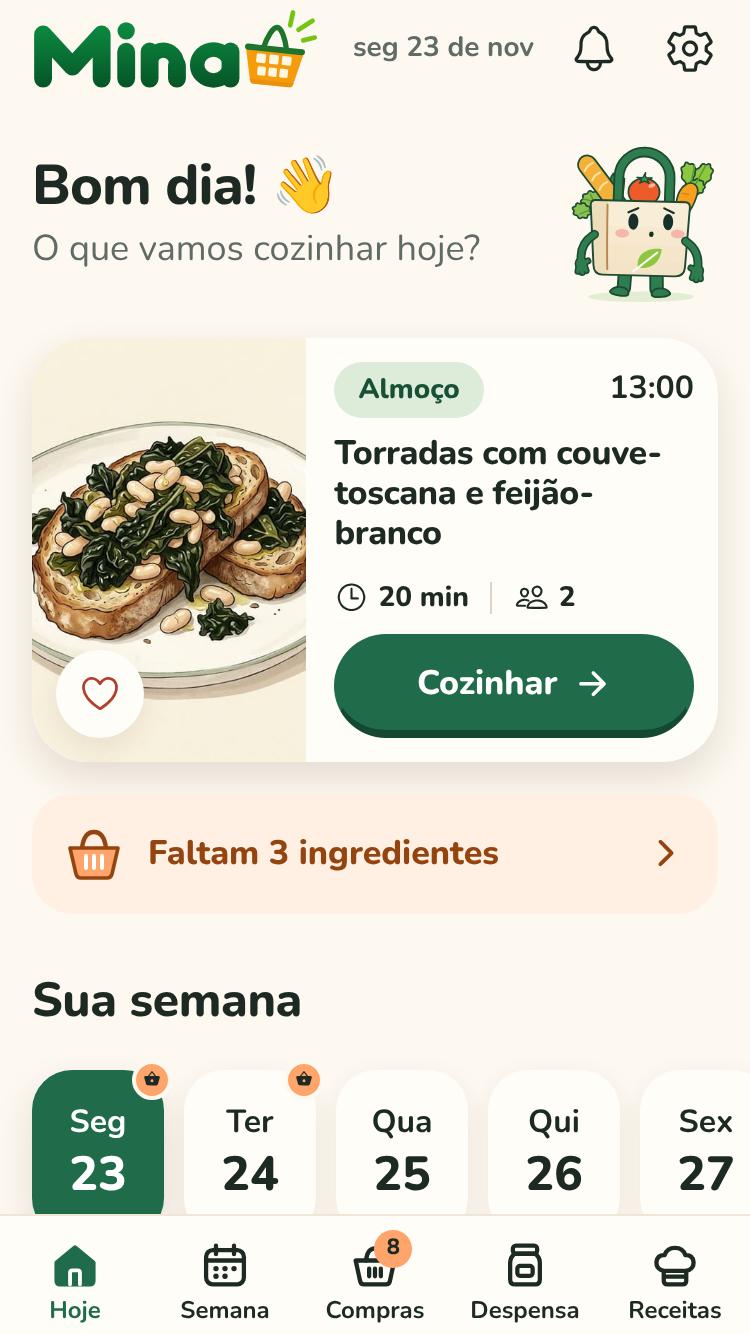 Mina
seg 23 de nov
Bom dia! 👋
O que vamos cozinhar hoje?
Almoço
13:00
Torradas com couve-
toscana e feijão-
branco
20 min
2
Cozinhar →
Faltam 3 ingredientes
Sua semana
Seg
23
Ter
24
Qua
25
Qui
26
Sex
27
8
Hoje
Semana
Compras
Despensa
Receitas